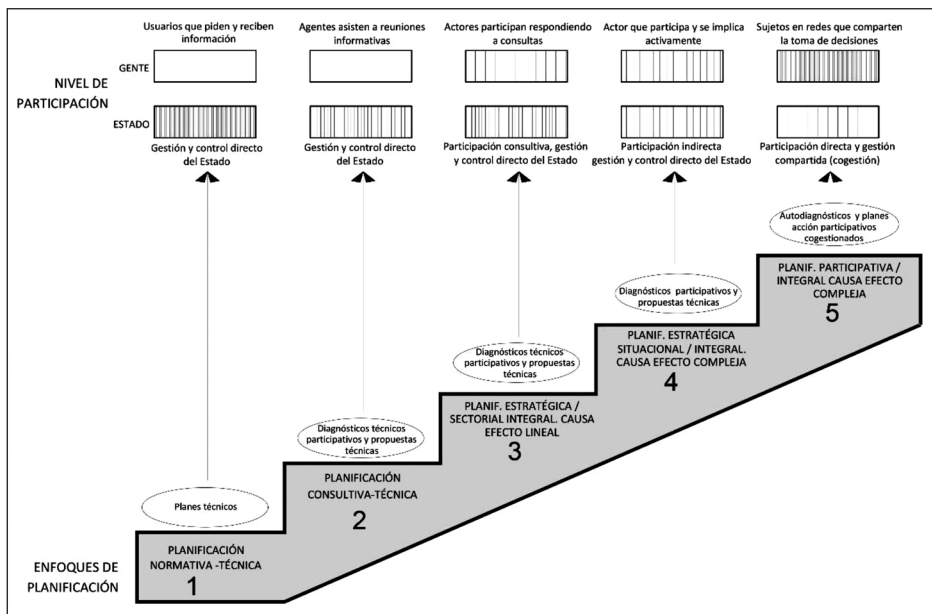 Usuarios que piden y reciben
información
Agentes asisten a reuniones
informativas
Actores participan respondiendo
a consultas
Actor que participa y se implica
activamente
Sujetos en redes que comparten
la toma de decisiones
NIVEL DE
PARTICIPACIÓN
GENTE
ESTADO
Gestión y control directo
del Estado
Gestión y control directo
del Estado
Participación consultiva, gestión
y control directo del Estado
Participación indirecta
gestión y control directo del Estado
Participación directa y gestión
compartida (cogestión)
Autodiagnósticos y planes
acción participativos
cogestionados
PLANIF. PARTICIPATIVA /
INTEGRAL CAUSA EFECTO
COMPLEJA
5
Diagnósticos participativos y
propuestas técnicas
PLANIF. ESTRATÉGICA
SITUACIONAL / INTEGRAL.
CAUSA EFECTO COMPLEJA
4
Diagnósticos técnicos
participativos y propuestas
técnicas
PLANIF. ESTRATÉGICA /
SECTORIAL INTEGRAL. CAUSA
EFECTO LINEAL
3
Diagnósticos técnicos
participativos y propuestas
técnicas
PLANIFICACIÓN
CONSULTIVA-TÉCNICA
2
Planes técnicos
PLANIFICACIÓN
NORMATIVA -TÉCNICA
1
ENFOQUES DE
PLANIFICACIÓN